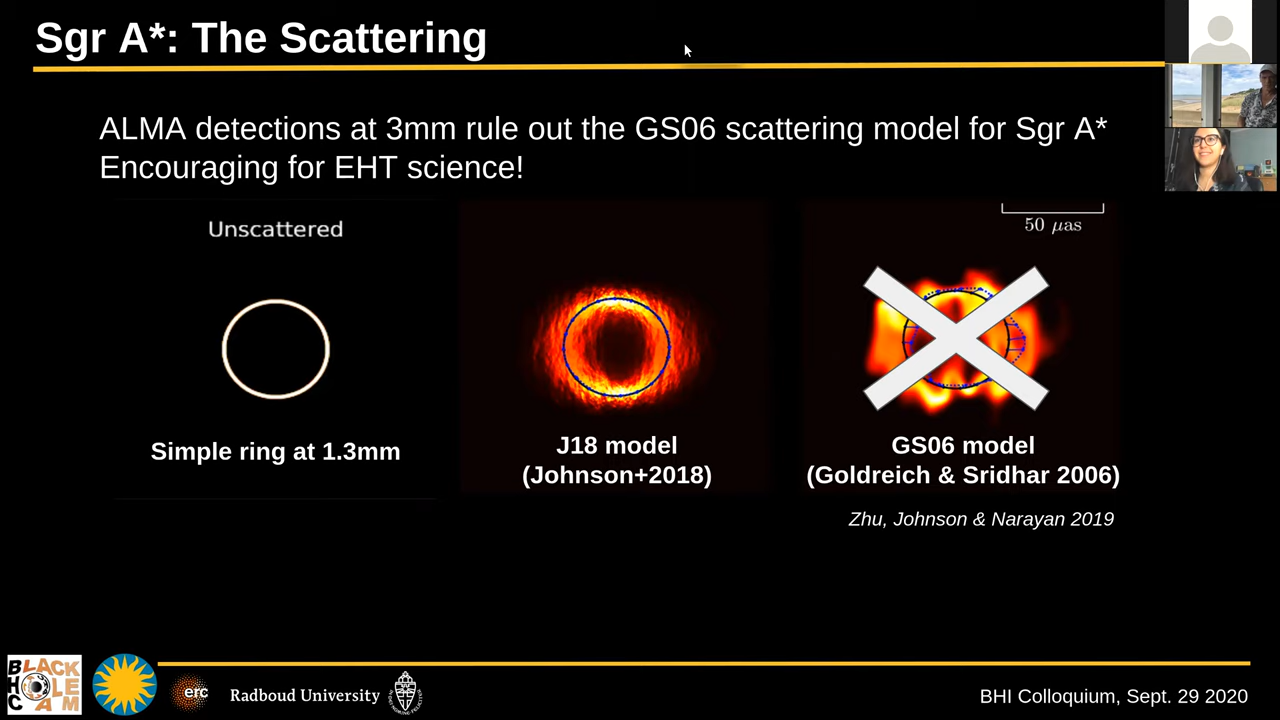 Sgr A*: The Scattering
ALMA detections at 3mm rule out the GS06 scattering model for Sgr A*
Encouraging for EHT science!
Unscattered
50 μas
Simple ring at 1.3mm
J18 model
(Johnson+2018)
GS06 model
(Goldreich & Sridhar 2006)
Zhu, Johnson & Narayan 2019
BLACK
HOLE
CAM
erc
Radboud University
BHI Colloquium, Sept. 29 2020